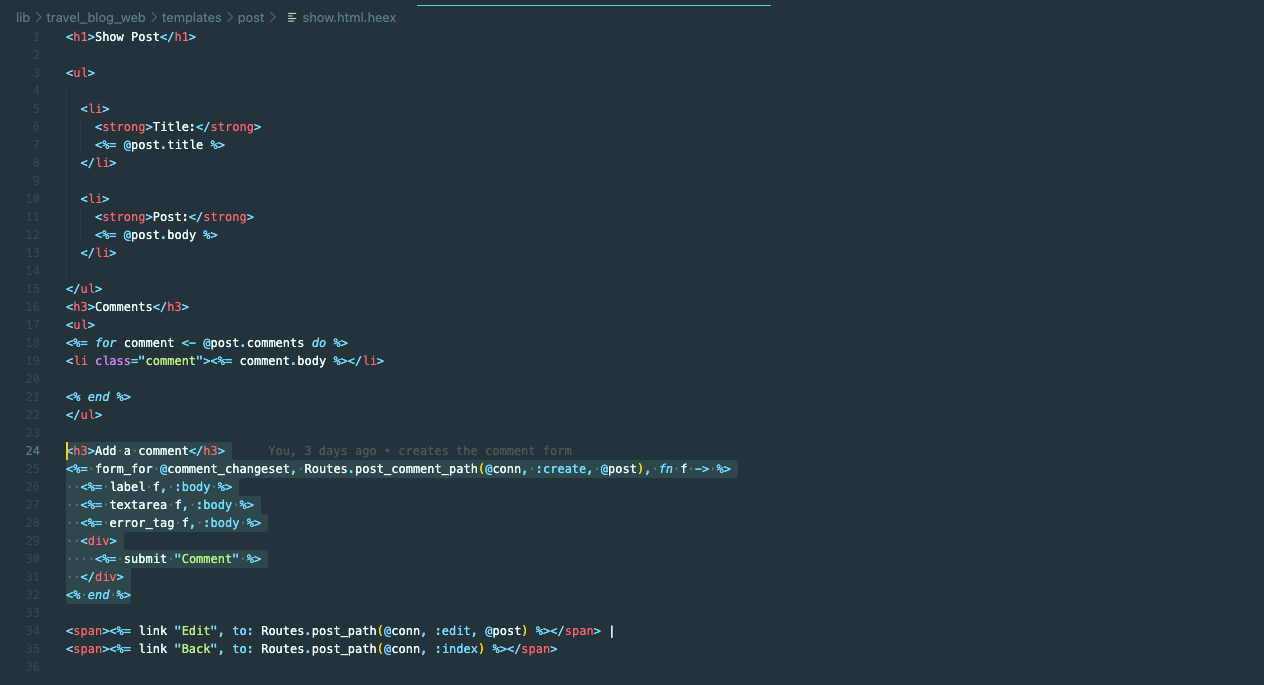 lib > travel_blog_web > templates > post > show.html.heex
1 <h1>Show Post</h1>
2
3 <ul>
4
5 <li>
6 <strong>Title:</strong>
7 <%= @post.title %>
8 </li>
9
10 <li>
11 <strong>Post:</strong>
12 <%= @post.body %>
13 </li>
14
15 </ul>
16 <h3>Comments</h3>
17 <ul>
18 <%= for comment <- @post.comments do %>
19 <li class="comment"><%= comment.body %></li>
20
21 <% end %>
22 </ul>
23
24 <h3>Add a comment</h3> You, 3 days ago • creates the comment form
25 <%= form_for @comment_changeset, Routes.post_comment_path(@conn, :create, @post), fn f -> %>
26 <%= label f, :body %>
27 <%= textarea f, :body %>
28 <%= error_tag f, :body %>
29 <div>
30 <%= submit "Comment" %>
31 </div>
32 <% end %>
33
34 <span><%= link "Edit", to: Routes.post_path(@conn, :edit, @post) %></span> |
35 <span><%= link "Back", to: Routes.post_path(@conn, :index) %></span>
36